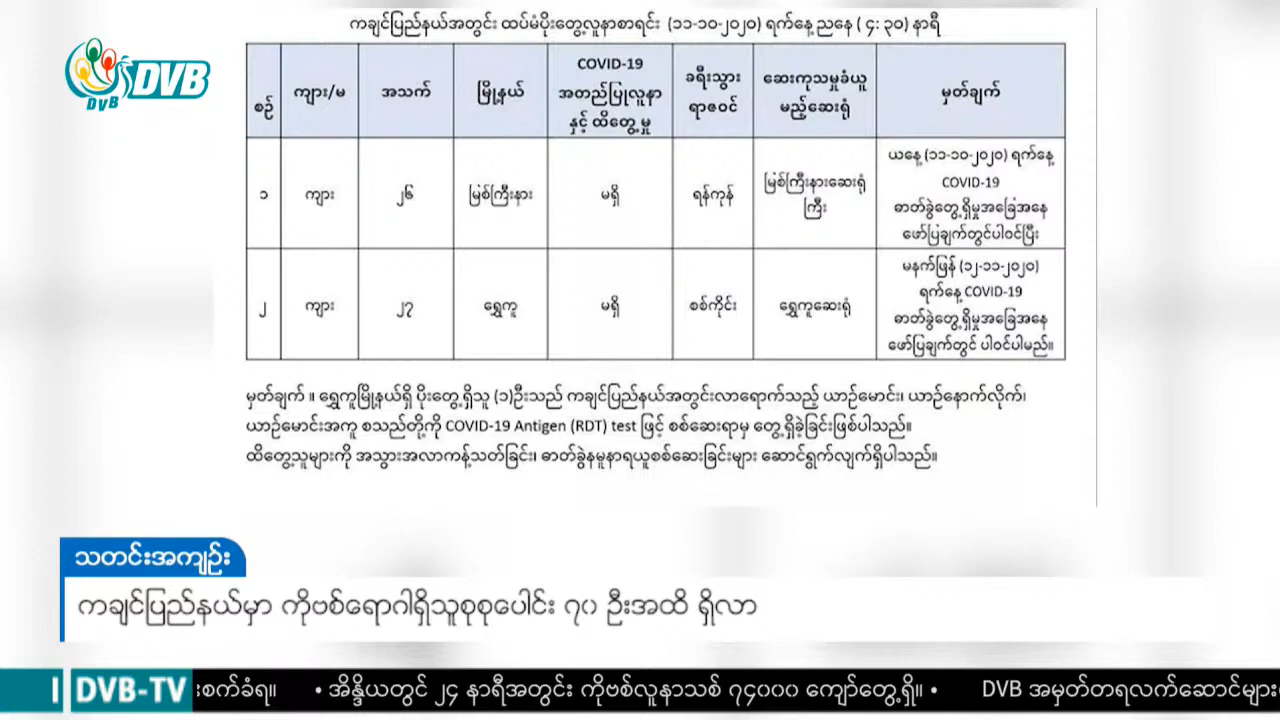 ကချင်ပြည်နယ်အတွင်း ထပ်မံပိုးတွေ့လူနာစာရင်း (၁၁-၁၀-၂၀၂၀) ရက်နေ့ ညနေ ( ၄: ၃၀) နာရီ
DVB
DVB
စဉ် ကျား/မ အသက် မြို့နယ် COVID-19 အတည်ပြုလူနာ နှင့် ထိတွေ့မှု ခရီးသွား ရာဇဝင် ဆေးကုသမှုခံယူ မည့်ဆေးရုံ မှတ်ချက်
၁ ကျား ၂၆ မြစ်ကြီးနား မရှိ ရန်ကုန် မြစ်ကြီးနားဆေးရုံ ကြီး ယနေ့ (၁၁-၁၀-၂၀၂၀) ရက်နေ့ COVID-19 ဓာတ်ခွဲတွေ့ရှိမှုအခြေအနေ ဖော်ပြချက်တွင်ပါဝင်ပြီး
၂ ကျား ၂၇ ရွှေကူ မရှိ စစ်ကိုင်း ရွှေကူဆေးရုံ မနက်ဖြန် (၁၂-၁၁-၂၀၂၀) ရက်နေ့ COVID-19 ဓာတ်ခွဲတွေ့ရှိမှုအခြေအနေ ဖော်ပြချက်တွင် ပါဝင်ပါမည်။
မှတ်ချက် ။ ရွှေကူမြို့နယ်ရှိ ပိုးတွေ့ရှိသူ (၁)ဦးသည် ကချင်ပြည်နယ်အတွင်းလာရောက်သည့် ယာဉ်မောင်း၊ ယာဉ်နောက်လိုက်၊
ယာဉ်မောင်းအကူ စသည်တို့ကို COVID-19 Antigen (RDT) test ဖြင့် စစ်ဆေးရာမှ တွေ့ရှိခဲ့ခြင်းဖြစ်ပါသည်။
ထိတွေ့သူများကို အသွားအလာကန့်သတ်ခြင်း၊ ဓာတ်ခွဲနမူနာရယူစစ်ဆေးခြင်းများ ဆောင်ရွက်လျက်ရှိပါသည်။
သတင်းအကျဉ်း
ကချင်ပြည်နယ်မှာ ကိုဗစ်ရောဂါရှိသူစုစုပေါင်း ၇၀ ဦးအထိ ရှိလာ
DVB-TV းစက်ခံရ။ • အိန္ဒိယတွင် ၂၄ နာရီအတွင်း ကိုဗစ်လူနာသစ် ၇၄၀၀၀ ကျော်တွေ့ရှိ။ • DVB အမှတ်တရလက်ဆောင်များ